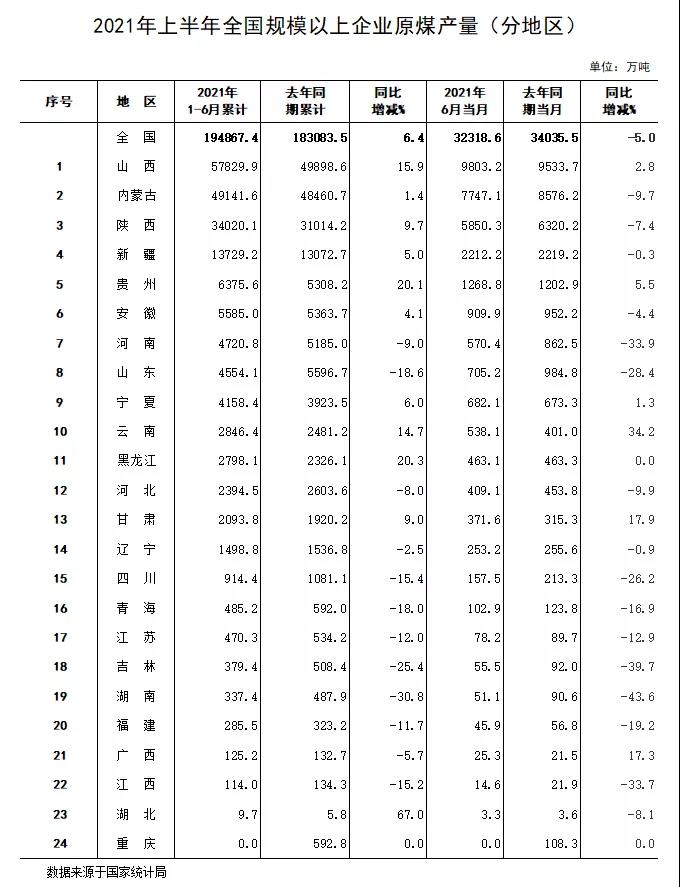 2021年上半年全国规模以上企业原煤产量（分地区）
单位：万吨
序号 地 区 2021年1-6月累计 去年同期累计 同比增减% 2021年6月当月 去年同期当月 同比增减%
全 国 194867.4 183083.5 6.4 32318.6 34035.5 -5.0
1 山 西 57829.9 49898.6 15.9 9803.2 9533.7 2.8
2 内蒙古 49141.6 48460.7 1.4 7747.1 8576.2 -9.7
3 陕 西 34020.1 31014.2 9.7 5850.3 6320.2 -7.4
4 新 疆 13729.2 13072.7 5.0 2212.2 2219.2 -0.3
5 贵 州 6375.6 5308.2 20.1 1268.8 1202.9 5.5
6 安 徽 5585.0 5363.7 4.1 909.9 952.2 -4.4
7 河 南 4720.8 5185.0 -9.0 570.4 862.5 -33.9
8 山 东 4554.1 5596.7 -18.6 705.2 984.8 -28.4
9 宁 夏 4158.4 3923.5 6.0 682.1 673.3 1.3
10 云 南 2846.4 2481.2 14.7 538.1 401.0 34.2
11 黑龙江 2798.1 2326.1 20.3 463.1 463.3 0.0
12 河 北 2394.5 2603.6 -8.0 409.1 453.8 -9.9
13 甘 肃 2093.8 1920.2 9.0 371.6 315.3 17.9
14 辽 宁 1498.8 1536.8 -2.5 253.2 255.6 -0.9
15 四 川 914.4 1081.1 -15.4 157.5 213.3 -26.2
16 青 海 485.2 592.0 -18.0 102.9 123.8 -16.9
17 江 苏 470.3 534.2 -12.0 78.2 89.7 -12.9
18 吉 林 379.4 508.4 -25.4 55.5 92.0 -39.7
19 湖 南 337.4 487.9 -30.8 51.1 90.6 -43.6
20 福 建 285.5 323.2 -11.7 45.9 56.8 -19.2
21 广 西 125.2 132.7 -5.7 25.3 21.5 17.3
22 江 西 114.0 134.3 -15.2 14.6 21.9 -33.7
23 湖 北 9.7 5.8 67.0 3.3 3.6 -8.1
24 重 庆 0.0 592.8 0.0 0.0 108.3 0.0
数据来源于国家统计局